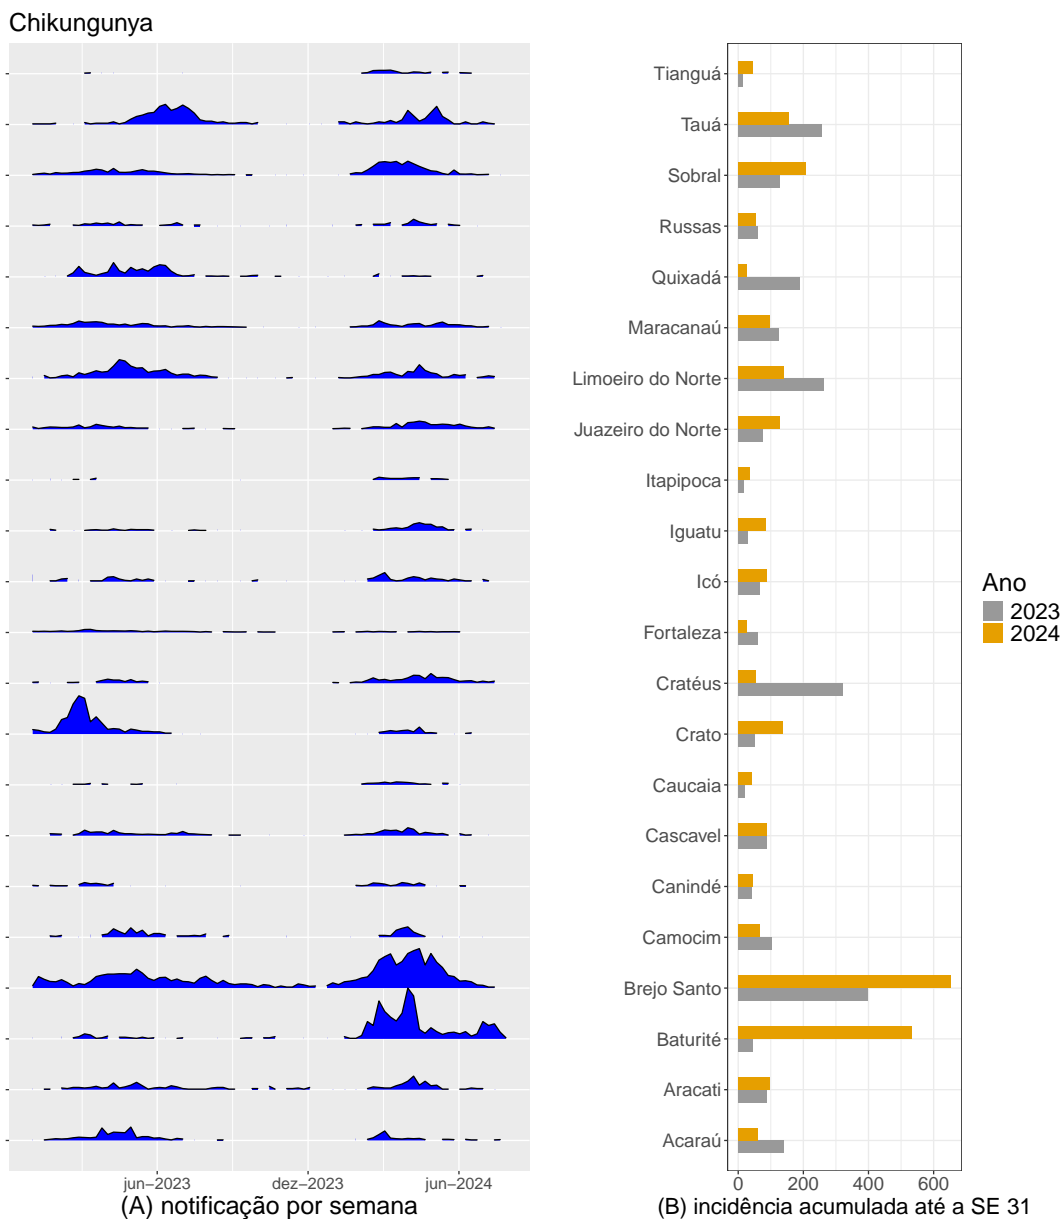 Chikungunya
jun−2023
dez−2023
jun−2024
(A) notificação por semana
Tianguá
Tauá
Sobral
Russas
Quixadá
Maracanaú
Limoeiro do Norte
Juazeiro do Norte
Itapipoca
Iguatu
Icó
Fortaleza
Cratéus
Crato
Caucaia
Cascavel
Canindé
Camocim
Brejo Santo
Baturité
Aracati
Acaraú
0 200 400 600
(B) incidência acumulada até a SE 31
Ano
2023
2024